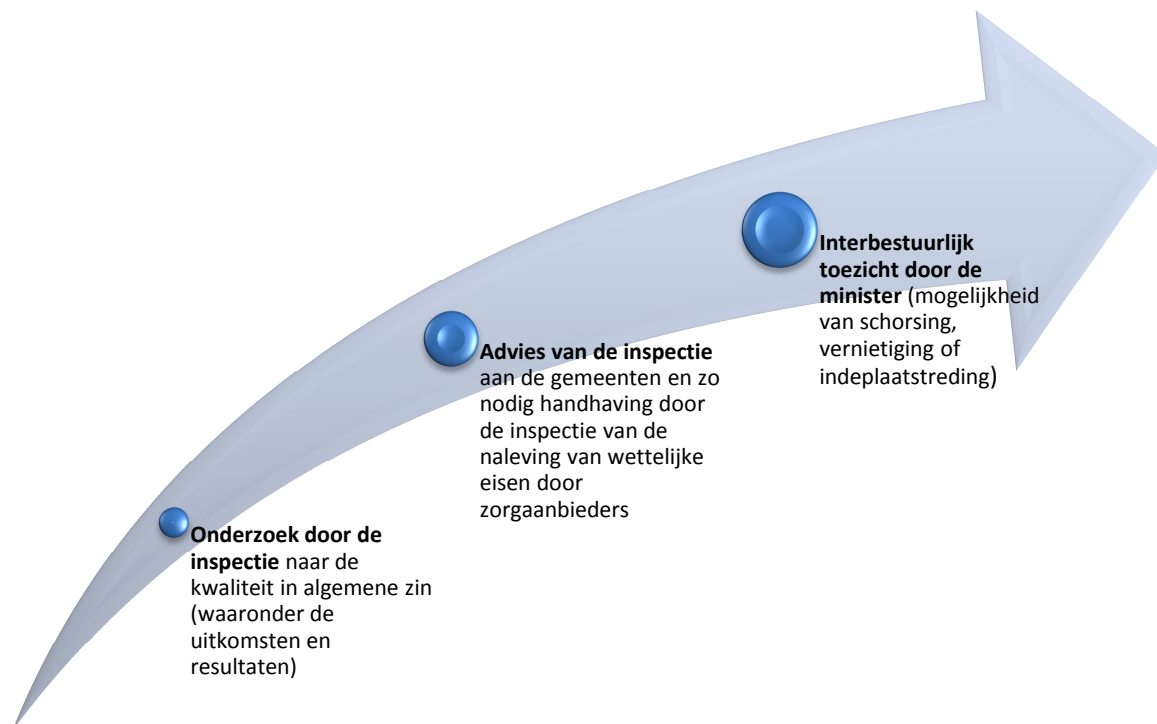 Onderzoek door de
inspectie naar de
kwaliteit in algemene zin
(waaronder de
uitkomsten en
resultaten)
Advies van de inspectie
aan de gemeenten en zo
nodig handhaving door
de inspectie van de
naleving van wettelijke
eisen door
zorgaanbieders
Interbestuurlijk
toezicht door de
minister (mogelijkheid
van schorsing,
vernietiging of
indeplaatstreding)